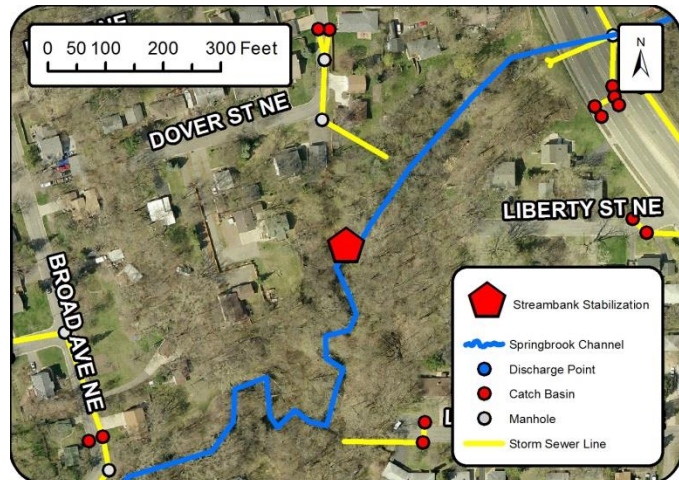 0 50 100 200 300 Feet
N
DOVER ST NE
LIBERTY ST NE
BROAD AVE NE
Streambank Stabilization
Springbrook Channel
Discharge Point
Catch Basin
Manhole
Storm Sewer Line